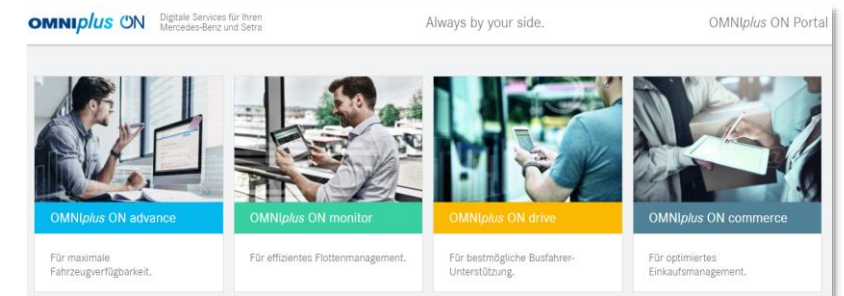 OMNIplus ON
Digitale Services für Ihren
Mercedes-Benz und Setra
Always by your side.
OMNIplus ON Portal
OMNIplus ON advance
OMNIplus ON monitor
OMNIplus ON drive
OMNIplus ON commerce
Für maximale
Fahrzeugverfügbarkeit.
Für effizientes Flottenmanagement.
Für bestmögliche Busfahrer-
Unterstützung.
Für optimiertes
Einkaufsmanagement.